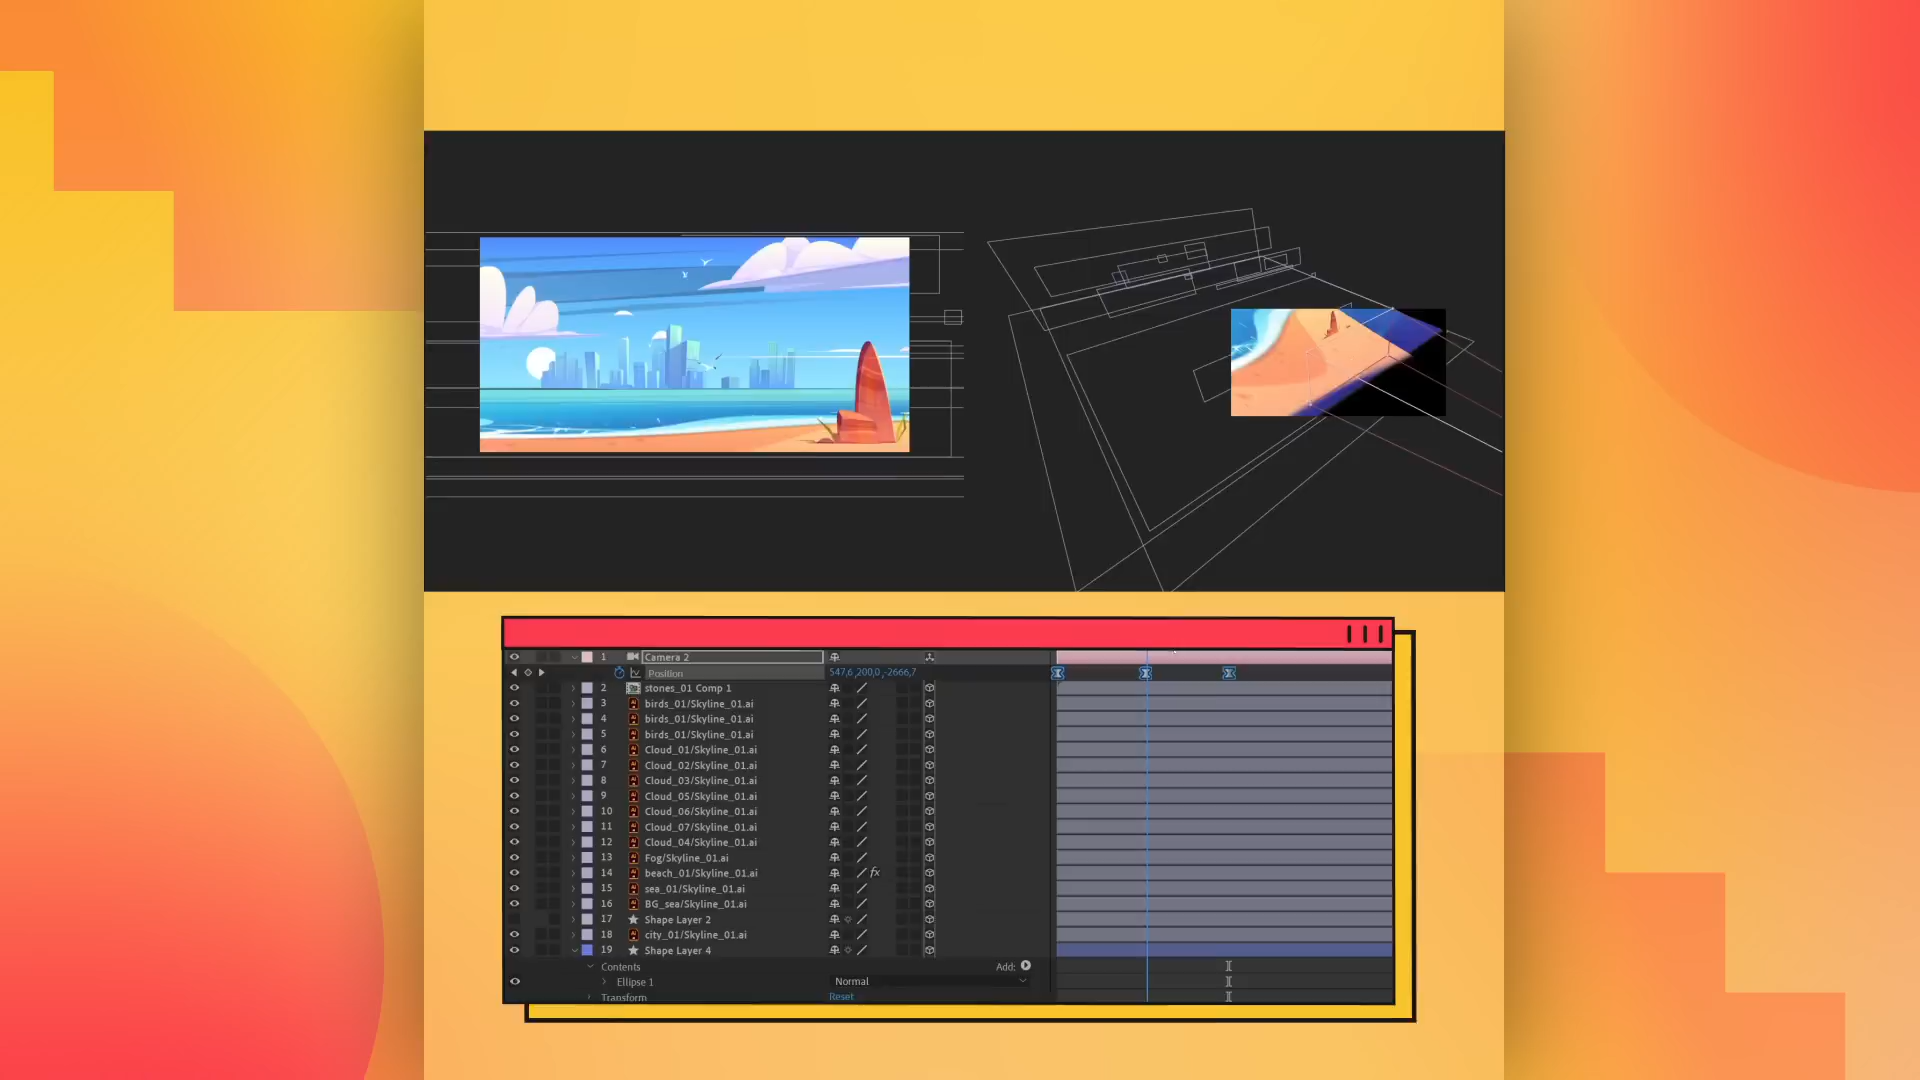 1 Camera 2
Position 547,6 ,200,0 ,-2666,7
2 stones_01 Comp 1
3 birds_01/Skyline_01.ai
4 birds_01/Skyline_01.ai
5 birds_01/Skyline_01.ai
6 Cloud_01/Skyline_01.ai
7 Cloud_02/Skyline_01.ai
8 Cloud_03/Skyline_01.ai
9 Cloud_05/Skyline_01.ai
10 Cloud_06/Skyline_01.ai
11 Cloud_07/Skyline_01.ai
12 Cloud_04/Skyline_01.ai
13 Fog/Skyline_01.ai
14 beach_01/Skyline_01.ai fx
15 sea_01/Skyline_01.ai
16 BG_sea/Skyline_01.ai
17 Shape Layer 2
18 city_01/Skyline_01.ai
19 Shape Layer 4
Contents Add:
Ellipse 1 Normal
Transform Reset